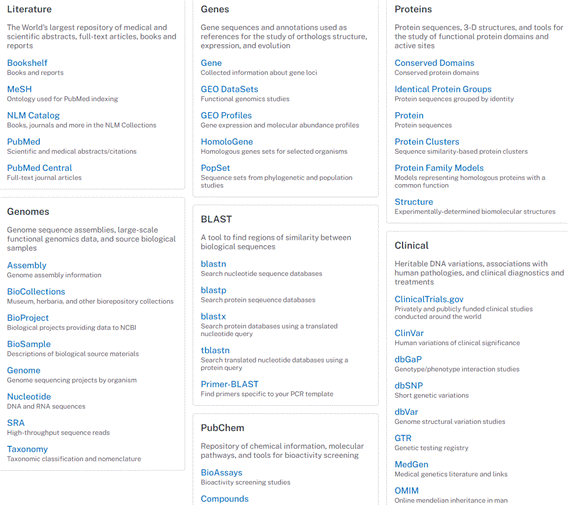 Literature
The World's largest repository of medical and
scientific abstracts, full-text articles, books and
reports
Bookshelf
Books and reports
MeSH
Ontology used for PubMed indexing
NLM Catalog
Books, journals and more in the NLM Collections
PubMed
Scientific and medical abstracts/citations
PubMed Central
Full-text journal articles
Genomes
Genome sequence assemblies, large-scale
functional genomics data, and source biological
samples
Assembly
Genome assembly information
BioCollections
Museum, herbaria, and other biorepository collections
BioProject
Biological projects providing data to NCBI
BioSample
Descriptions of biological source materials
Genome
Genome sequencing projects by organism
Nucleotide
DNA and RNA sequences
SRA
High-throughput sequence reads
Taxonomy
Taxonomic classification and nomenclature
Genes
Gene sequences and annotations used as
references for the study of orthologs structure,
expression, and evolution
Gene
Collected information about gene loci
GEO DataSets
Functional genomics studies
GEO Profiles
Gene expression and molecular abundance profiles
HomoloGene
Homologous genes sets for selected organisms
PopSet
Sequence sets from phylogenetic and population
studies
BLAST
A tool to find regions of similarity between
biological sequences
blastn
Search nucleotide sequence databases
blastp
Search protein seqeuence databases
blastx
Search protein databases using a translated
nucleotide query
tblastn
Search translated nucleotide databases using a
protein query
Primer-BLAST
Find primers specific to your PCR template
PubChem
Repository of chemical information, molecular
pathways, and tools for bioactivity screening
BioAssays
Bioactivity screening studies
Compounds
Proteins
Protein sequences, 3-D structures, and tools for
the study of functional protein domains and
active sites
Conserved Domains
Conserved protein domains
Identical Protein Groups
Protein sequences grouped by identity
Protein
Protein sequences
Protein Clusters
Sequence similarity-based protein clusters
Protein Family Models
Models representing homologous proteins with a
common function
Structure
Experimentally-determined biomolecular structures
Clinical
Heritable DNA variations, associations with
human pathologies, and clinical diagnostics and
treatments
ClinicalTrials.gov
Privately and publicly funded clinical studies
conducted around the world
ClinVar
Human variations of clinical significance
dbGaP
Genotype/phenotype interaction studies
dbSNP
Short genetic variations
dbVar
Genome structural variation studies
GTR
Genetic testing registry
MedGen
Medical genetics literature and links
OMIM
Online mendelian inheritance in man